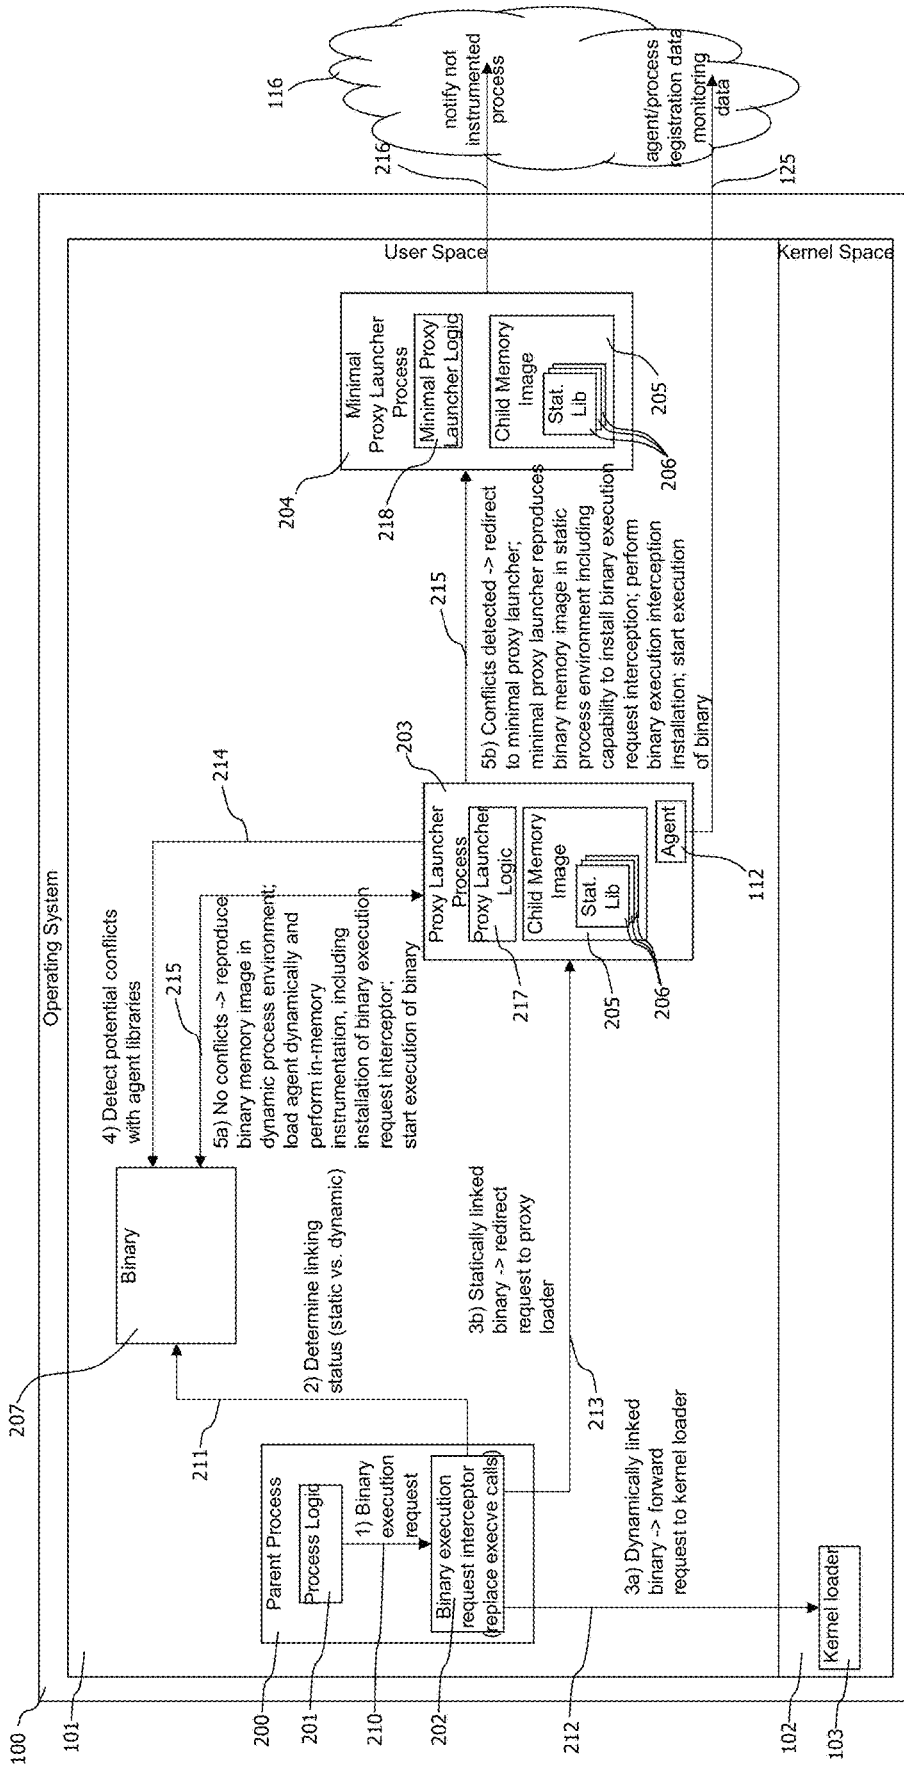 100
Operating System
101
User Space
Kernel Space
116
notify not
instrumented
process
216
agent/process
registration data
monitoring
data
125
207
Binary
4) Detect potential conflicts
with agent libraries
214
215
5a) No conflicts -> reproduce
binary memory image in
dynamic process environment;
load agent dynamically and
perform in-memory
instrumentation, including
installation of binary execution
request interceptor;
start execution of binary
211
2) Determine linking
status (static vs. dynamic)
200
Parent Process
201
Process Logic
210
1) Binary
execution
request
202
Binary execution
request interceptor
(replace execve calls)
212
3a) Dynamically linked
binary -> forward
request to kernel loader
213
3b) Statically linked
binary -> redirect
request to proxy
loader
203
Proxy Launcher
Process
Proxy Launcher
Logic
217
Child Memory
Image
Stat.
Lib
205
206
Agent
112
215
5b) Conflicts detected -> redirect
to minimal proxy launcher;
minimal proxy launcher reproduces
binary memory image in static
process environment including
capability to install binary execution
request interception; perform
binary execution interception
installation; start execution
of binary
204
Minimal
Proxy Launcher
Process
218
Minimal Proxy
Launcher Logic
Child Memory
Image
Stat.
Lib
205
206
102
103
Kernel loader